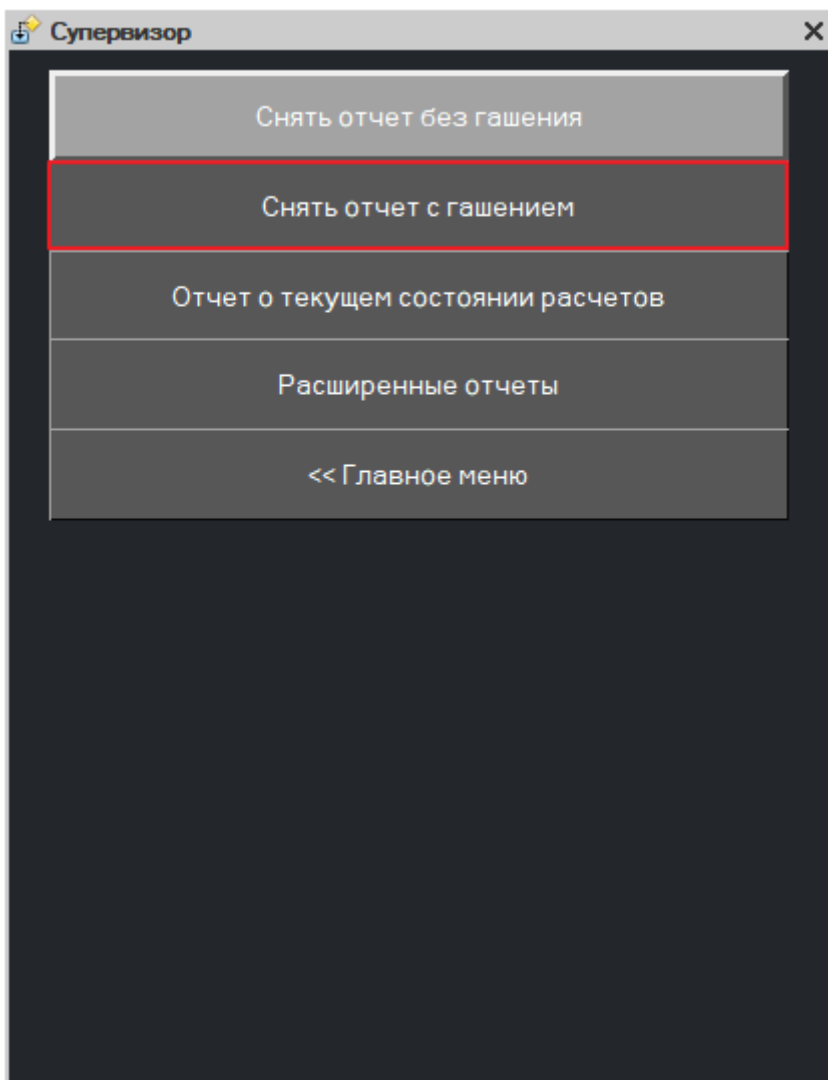 Супервизор
Снять отчет без гашения
Снять отчет с гашением
Отчет о текущем состоянии расчетов
Расширенные отчеты
<< Главное меню